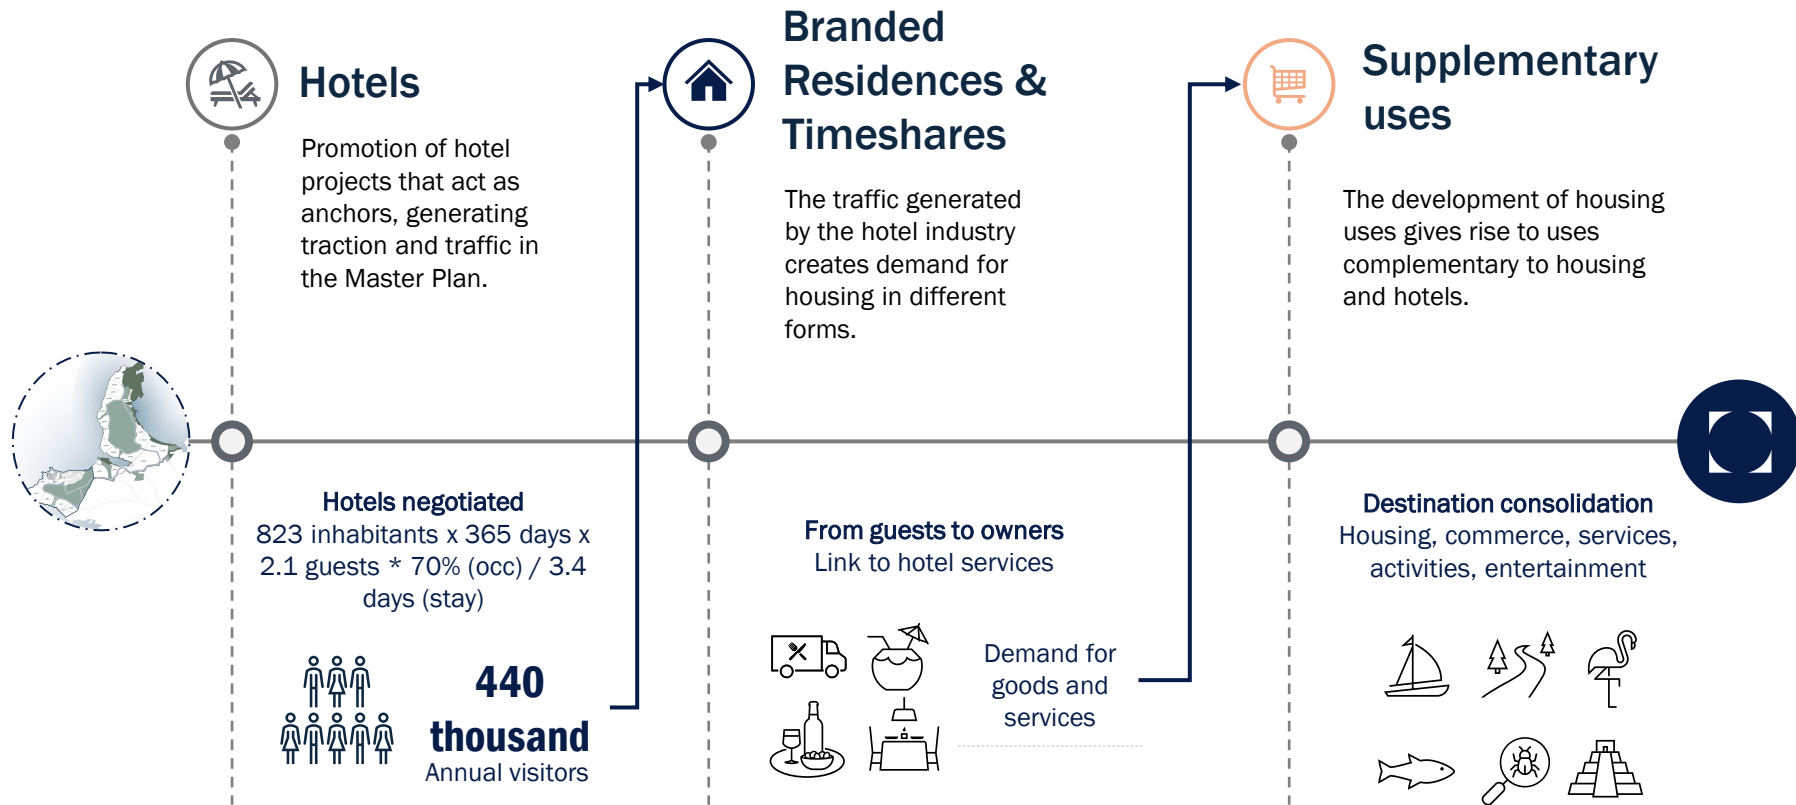 Hotels
Promotion of hotel
projects that act as
anchors, generating
traction and traffic in
the Master Plan.
Hotels negotiated
823 inhabitants x 365 days x
2.1 guests * 70% (occ) / 3.4
days (stay)
440
thousand
Annual visitors
Branded
Residences &
Timeshares
The traffic generated
by the hotel industry
creates demand for
housing in different
forms.
From guests to owners
Link to hotel services
Demand for
goods and
services
Supplementary
uses
The development of housing
uses gives rise to uses
complementary to housing
and hotels.
Destination consolidation
Housing, commerce, services,
activities, entertainment